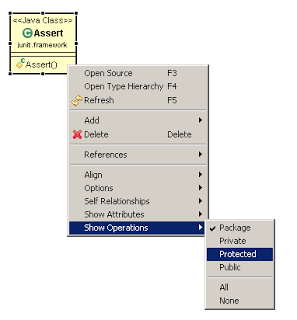 <<Java Class>>
Assert
junit.framework
Assert()
Open Source F3
Open Type Hierarchy F4
Refresh F5
Add
Delete Delete
References
Align
Options
Self Relationships
Show Attributes
Show Operations
Package
Private
Protected
Public
All
None